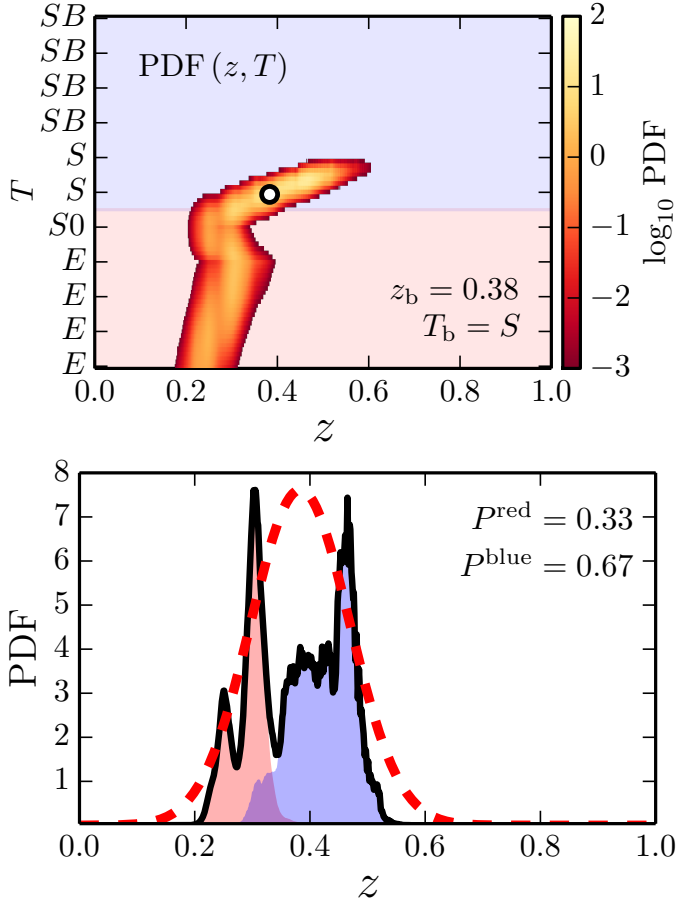 SB
SB
SB
SB
S
S
S0
E
E
E
E
T
PDF (z, T)
z_b = 0.38
T_b = S
0.0 0.2 0.4 0.6 0.8 1.0
z
2
1
0
−1
−2
−3
log₁₀ PDF
8
7
6
5
4
3
2
1
PDF
P^red = 0.33
P^blue = 0.67
0.0 0.2 0.4 0.6 0.8 1.0
z